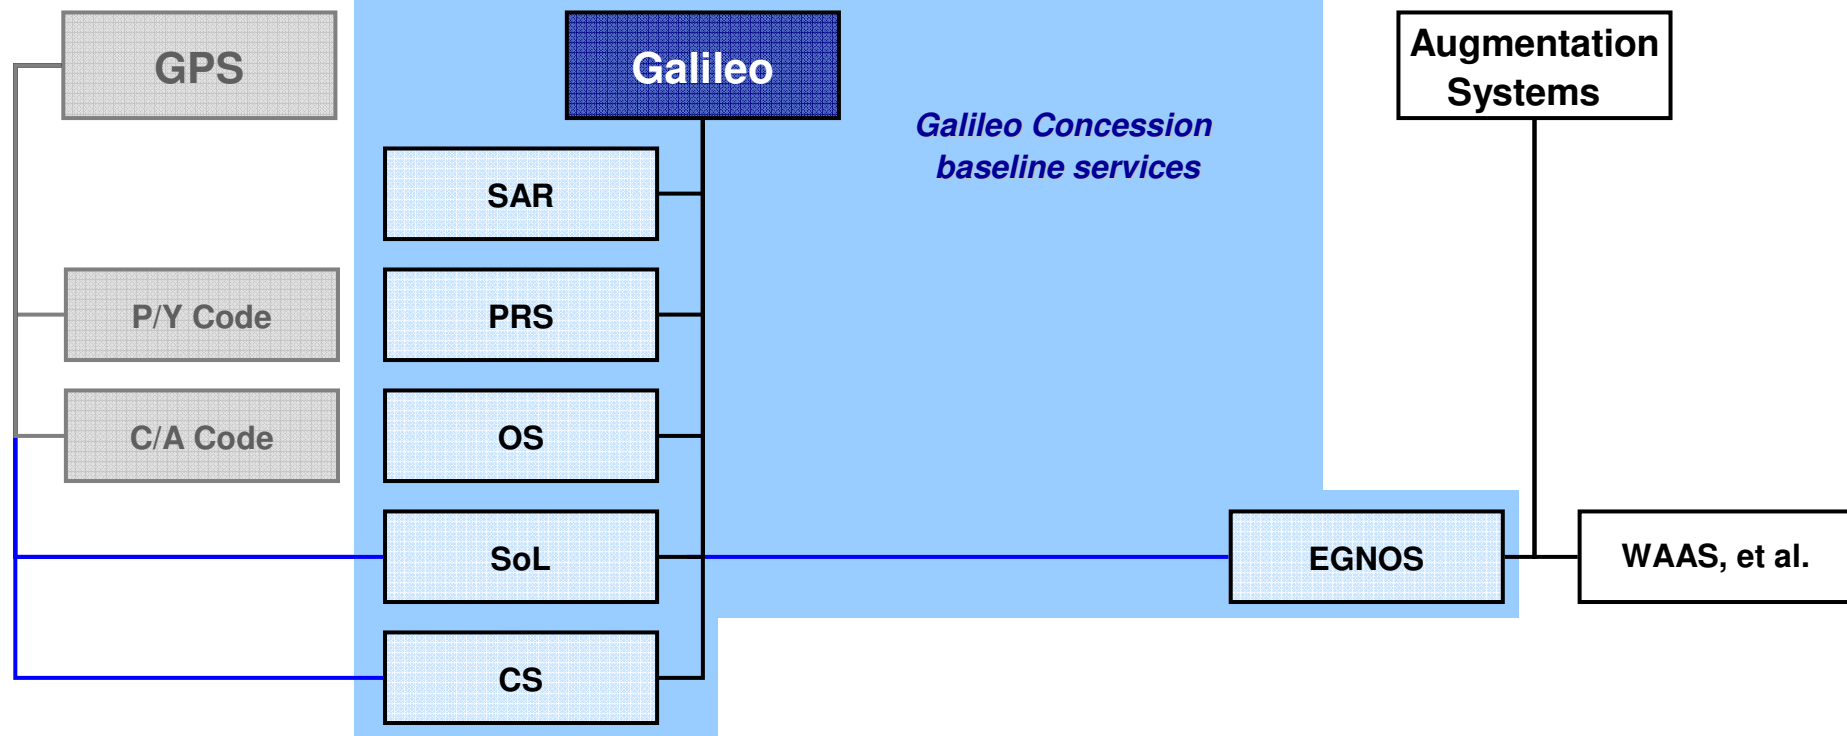 GPS
Galileo
Augmentation
Systems
Galileo Concession
baseline services
SAR
P/Y Code
PRS
C/A Code
OS
SoL
EGNOS
WAAS, et al.
CS